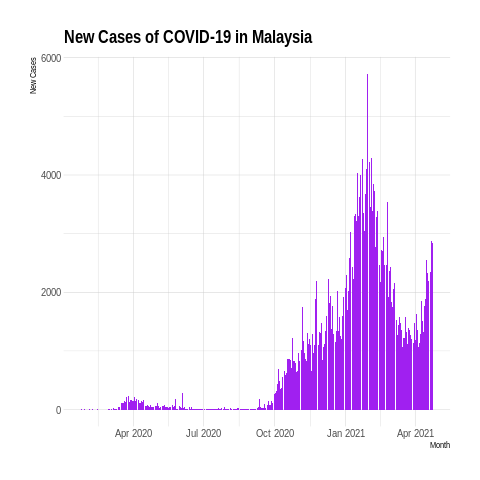 New Cases of COVID-19 in Malaysia
New Cases
6000
4000
2000
0
Apr 2020
Jul 2020
Oct 2020
Jan 2021
Apr 2021
Month